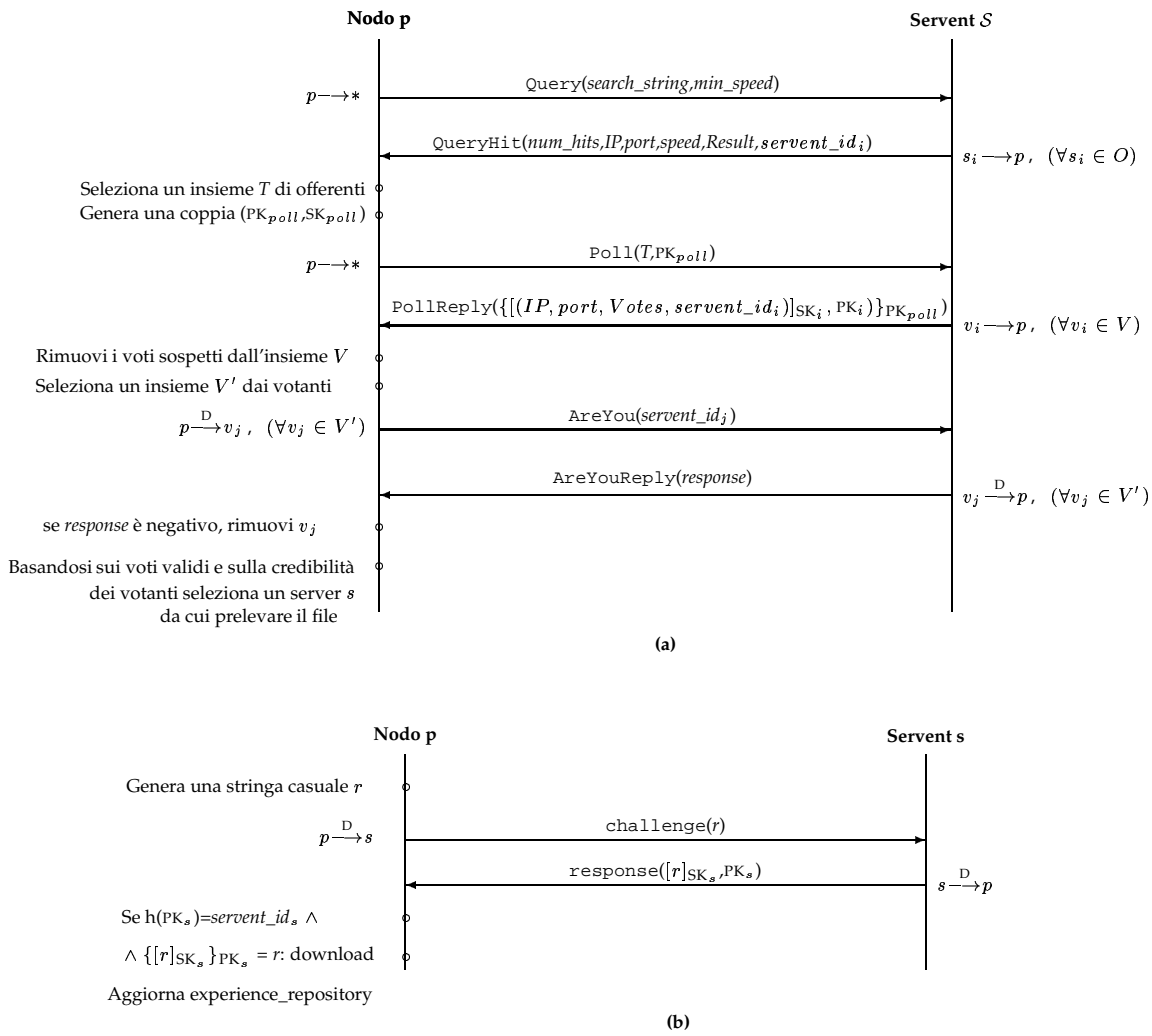 Nodo p Servent 𝒮
p⟶* Query(search_string,min_speed)
QueryHit(num_hits,IP,port,speed,Result,servent_id_i) s_i⟶p, (∀s_i ∈ O)
Seleziona un insieme T di offerenti
Genera una coppia (PK_poll,SK_poll)
p⟶* Poll(T,PK_poll)
PollReply({[(IP, port, Votes, servent_id_i)]_SK_i, PK_i)}_PK_poll) v_i⟶p, (∀v_i ∈ V)
Rimuovi i voti sospetti dall'insieme V
Seleziona un insieme V′ dai votanti
p D⟶v_j, (∀v_j ∈ V′) AreYou(servent_id_j)
AreYouReply(response) v_j D⟶p, (∀v_j ∈ V′)
se response è negativo, rimuovi v_j
Basandosi sui voti validi e sulla credibilità
dei votanti seleziona un server s
da cui prelevare il file
(a)
Nodo p Servent s
Genera una stringa casuale r
p D⟶s challenge(r)
response([r]_SK_s,PK_s) s D⟶p
Se h(PK_s)=servent_id_s ∧
∧ {[r]_SK_s}_PK_s = r: download
Aggiorna experience_repository
(b)